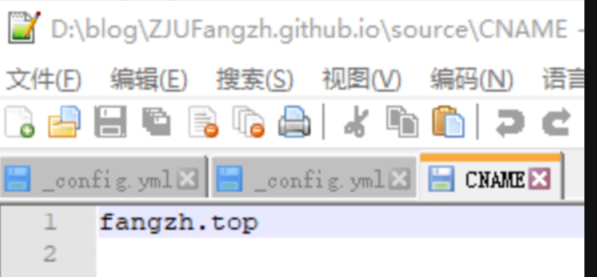 D:\blog\ZJUFangzh.github.io\source\CNAME -
文件(F) 编辑(E) 搜索(S) 视图(V) 编码(N) 语言
_config.yml _config.yml CNAME
1 fangzh.top
2